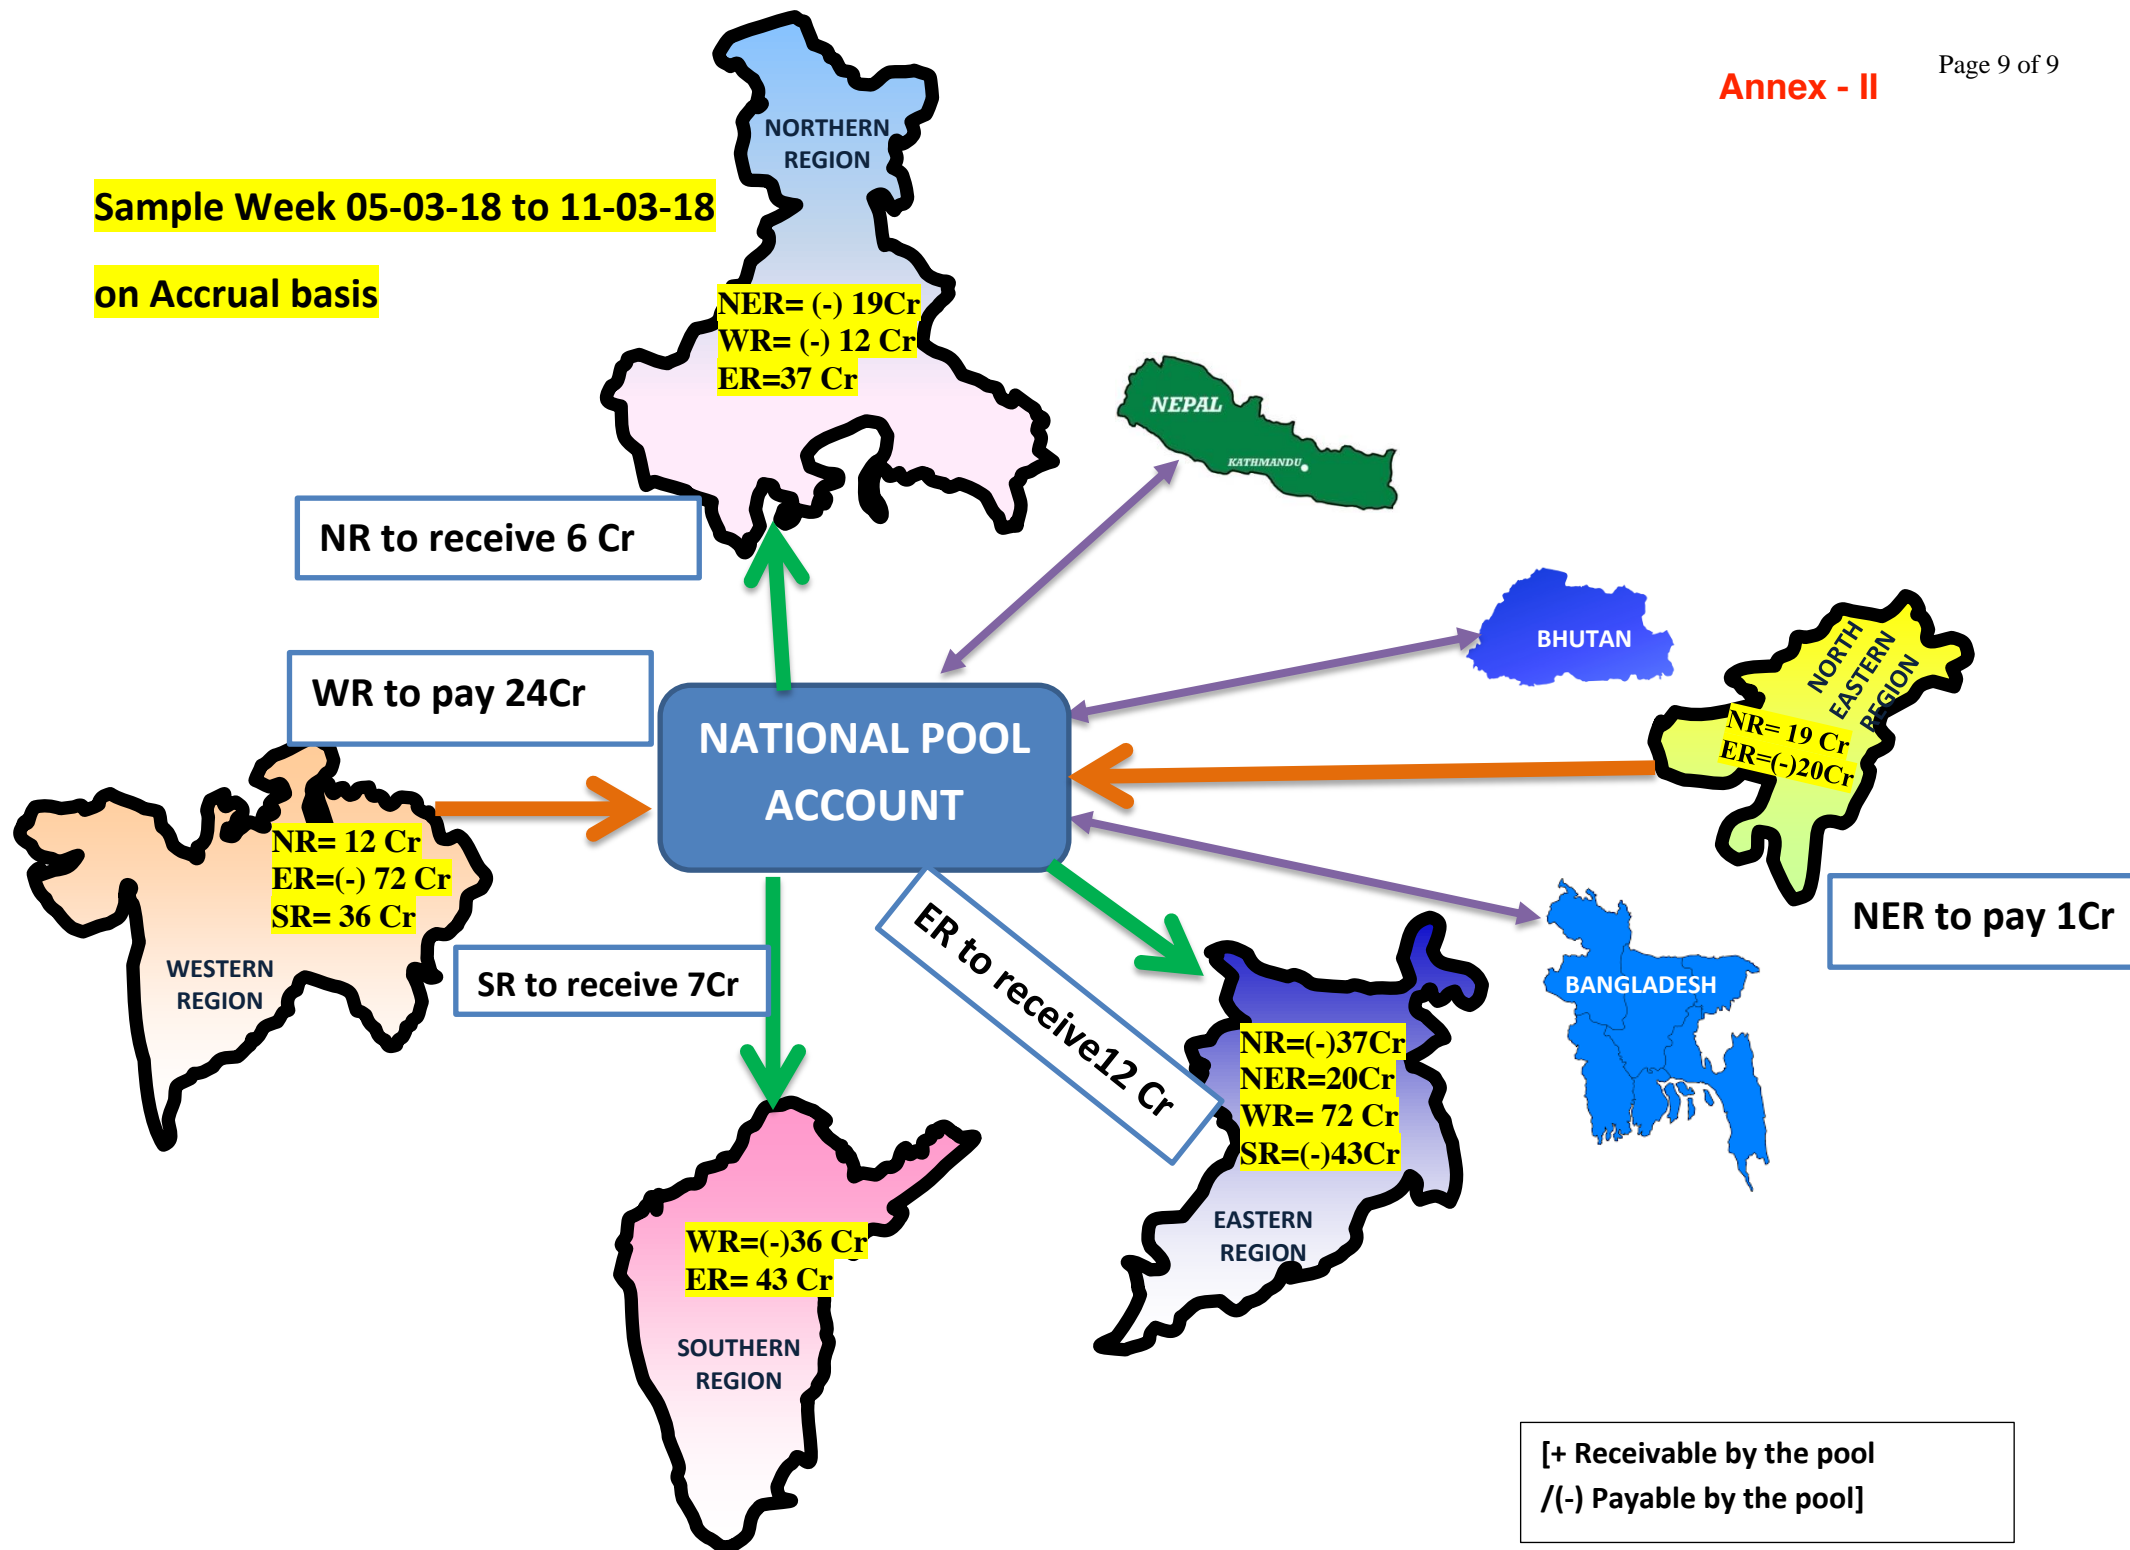 Page 9 of 9
Annex - II
Sample Week 05-03-18 to 11-03-18
on Accrual basis
NORTHERN
REGION
NER= (-) 19Cr
WR= (-) 12 Cr
ER=37 Cr
NEPAL
KATHMANDU
NR to receive 6 Cr
BHUTAN
NORTH
EASTERN
REGION
NR= 19 Cr
ER=(-)20Cr
WR to pay 24Cr
NATIONAL POOL
ACCOUNT
NR= 12 Cr
ER=(-) 72 Cr
SR= 36 Cr
WESTERN
REGION
SR to receive 7Cr
ER to receive12 Cr
NER to pay 1Cr
BANGLADESH
NR=(-)37Cr
NER=20Cr
WR= 72 Cr
SR=(-)43Cr
EASTERN
REGION
WR=(-)36 Cr
ER= 43 Cr
SOUTHERN
REGION
[+ Receivable by the pool
/(-) Payable by the pool]